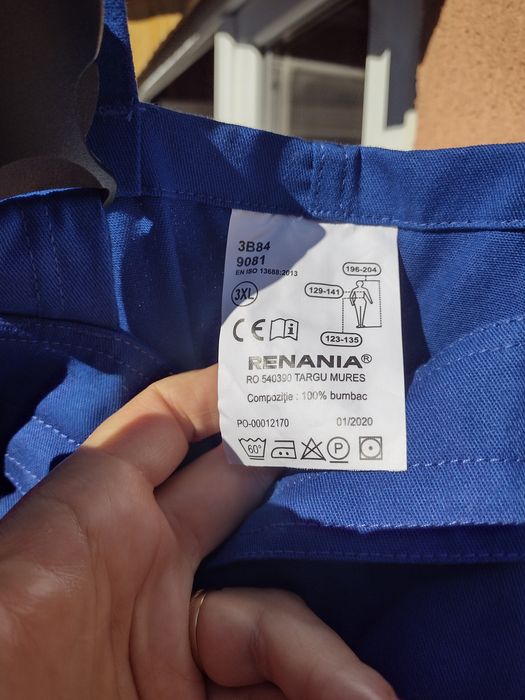 3B84
9081
EN ISO 13688:2013
3XL
196-204
129-141
123-135
CE i
RENANIA®
RO 540390 TARGU MURES
Compoziţie : 100% bumbac
PO-00012170 01/2020
60° P